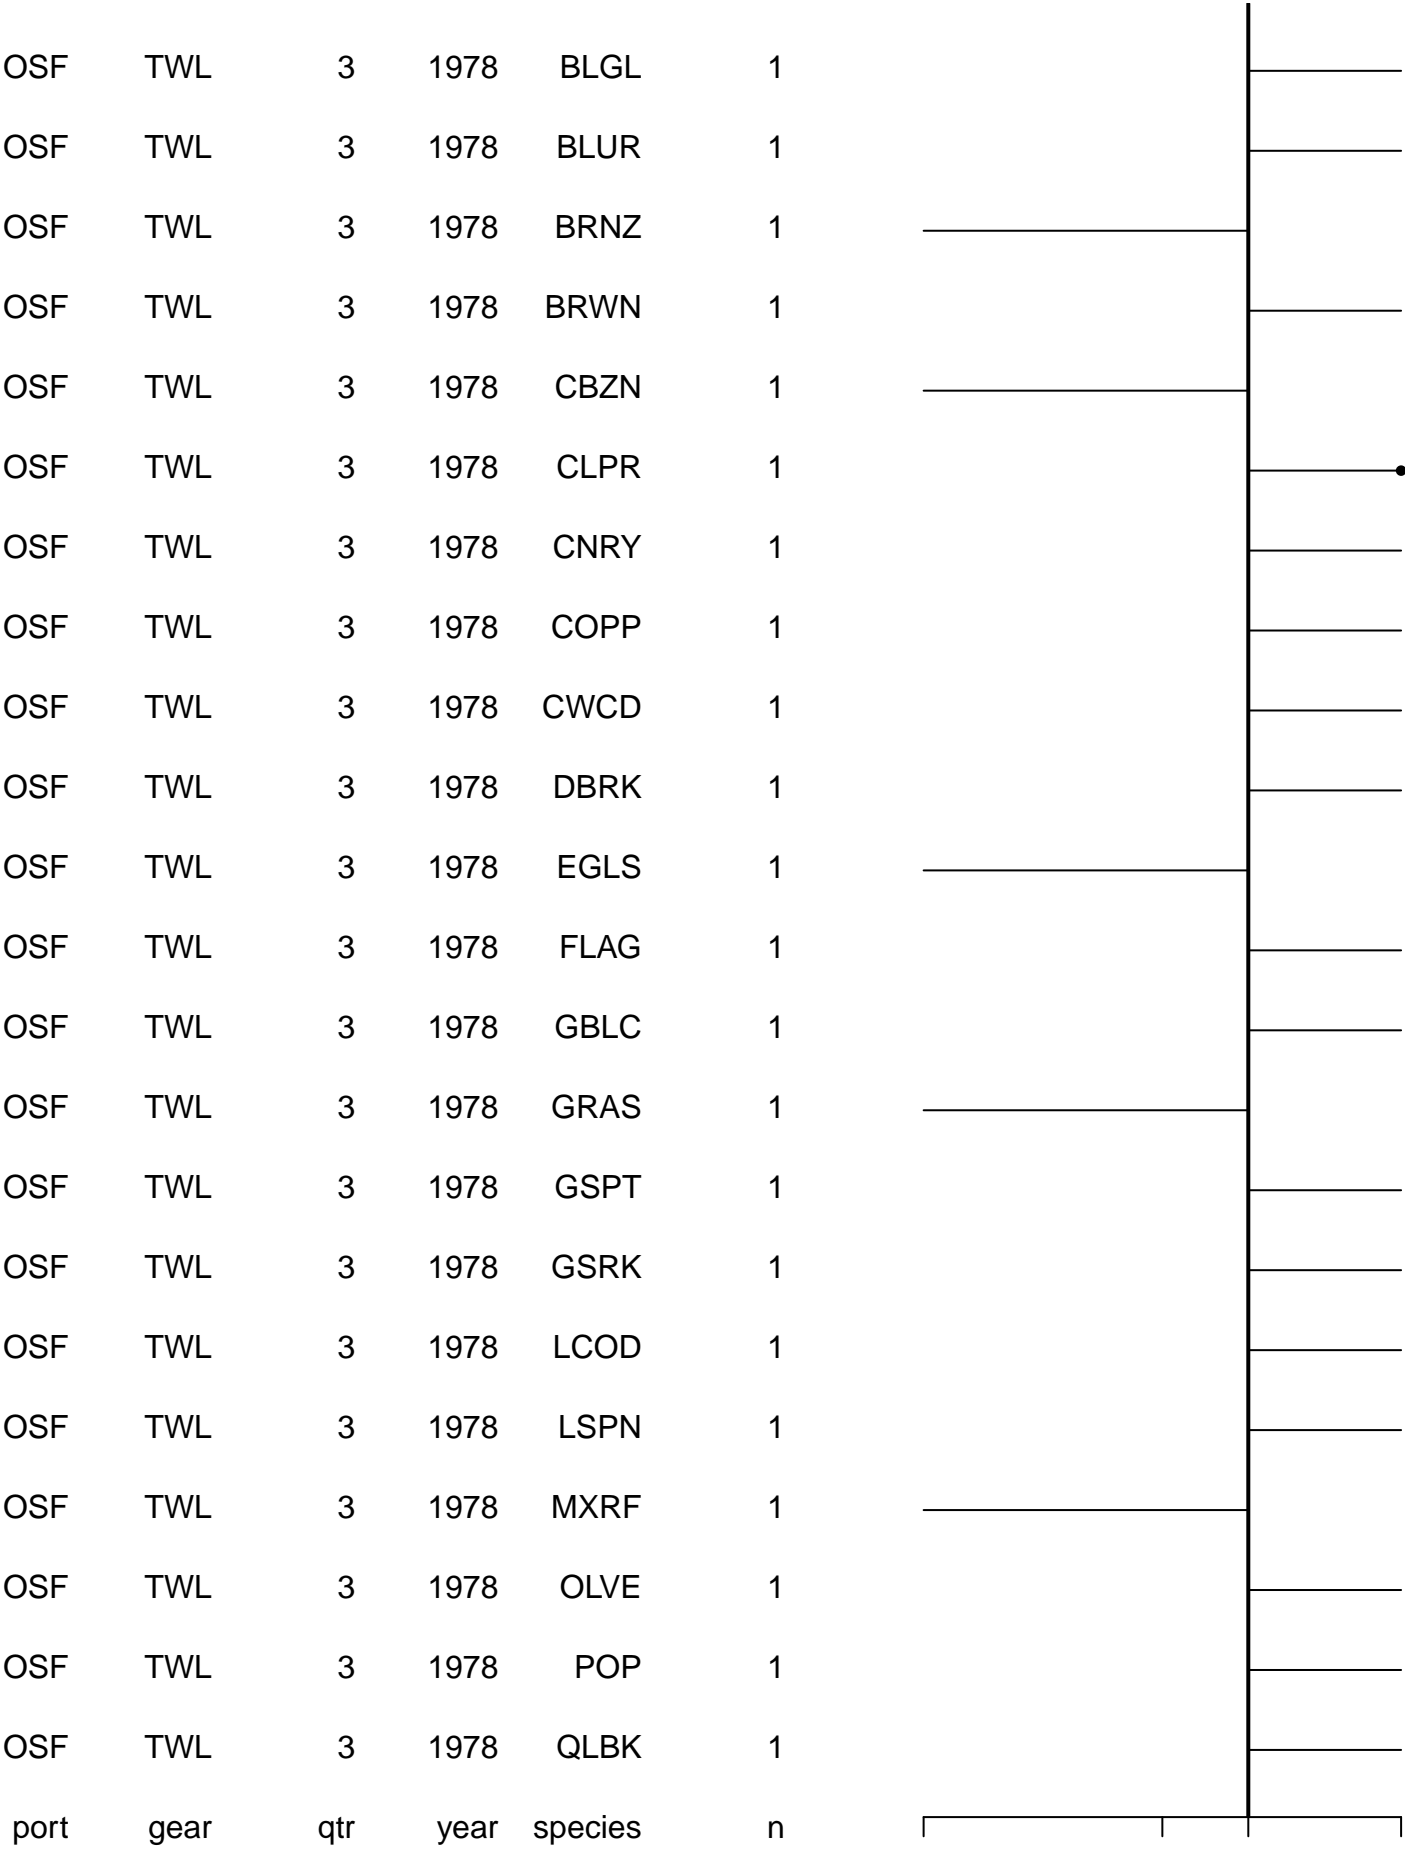 OSF TWL 3 1978 BLGL 1
OSF TWL 3 1978 BLUR 1
OSF TWL 3 1978 BRNZ 1
OSF TWL 3 1978 BRWN 1
OSF TWL 3 1978 CBZN 1
OSF TWL 3 1978 CLPR 1
OSF TWL 3 1978 CNRY 1
OSF TWL 3 1978 COPP 1
OSF TWL 3 1978 CWCD 1
OSF TWL 3 1978 DBRK 1
OSF TWL 3 1978 EGLS 1
OSF TWL 3 1978 FLAG 1
OSF TWL 3 1978 GBLC 1
OSF TWL 3 1978 GRAS 1
OSF TWL 3 1978 GSPT 1
OSF TWL 3 1978 GSRK 1
OSF TWL 3 1978 LCOD 1
OSF TWL 3 1978 LSPN 1
OSF TWL 3 1978 MXRF 1
OSF TWL 3 1978 OLVE 1
OSF TWL 3 1978 POP 1
OSF TWL 3 1978 QLBK 1
port gear qtr year species n